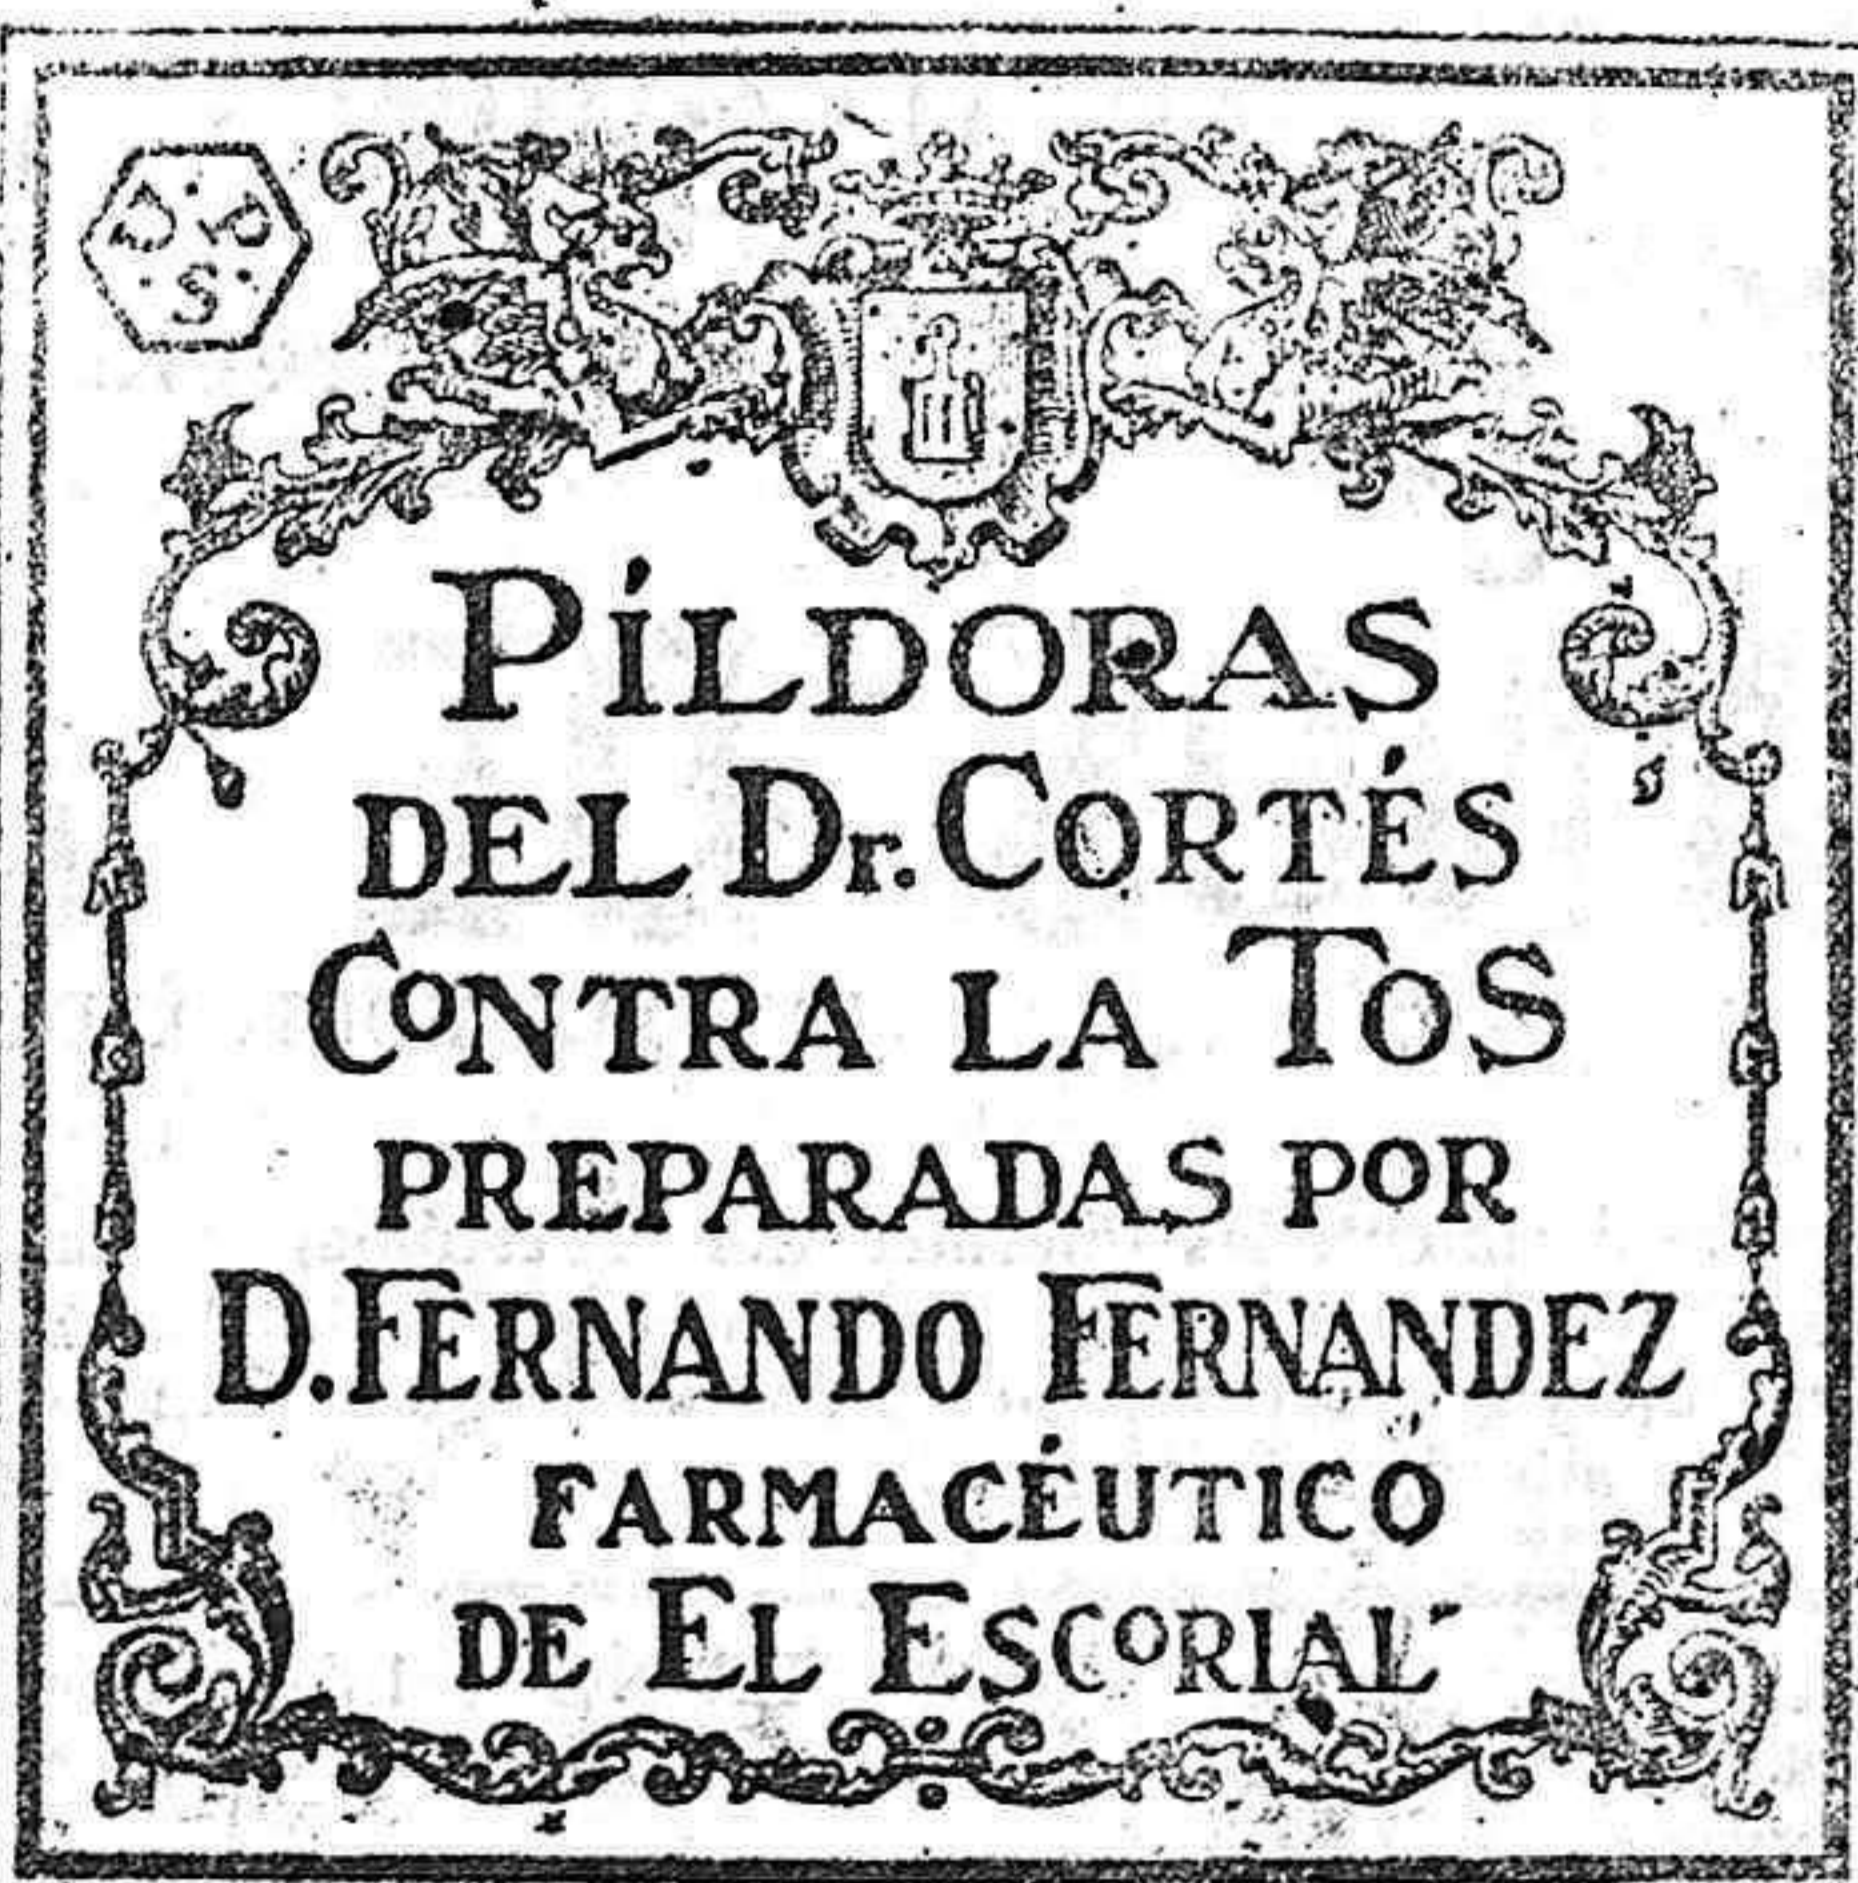 PÍLDORAS
DEL Dr. CORTÉS
CONTRA LA TOS
PREPARADAS POR
D. FERNANDO FERNANDEZ
FARMACÉUTICO
DE EL ESCORIAL